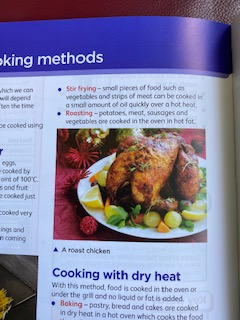 oking methods
which we can
will depend
ften the time
be cooked using
r
eggs,
cooked by
oint of 100°C.
s and fruit
e cooked just
cooked very
ings and
n coming
• Stir frying – small pieces of food such as
vegetables and strips of meat can be cooked in
a small amount of oil quickly over a hot heat.
• Roasting – potatoes, meat, sausages and
vegetables are cooked in the oven in hot fat.
▲ A roast chicken
Cooking with dry heat
With this method, food is cooked in the oven or
under the grill and no liquid or fat is added.
• Baking – pastry, bread and cakes are cooked
in dry heat in a hot oven which cooks the food